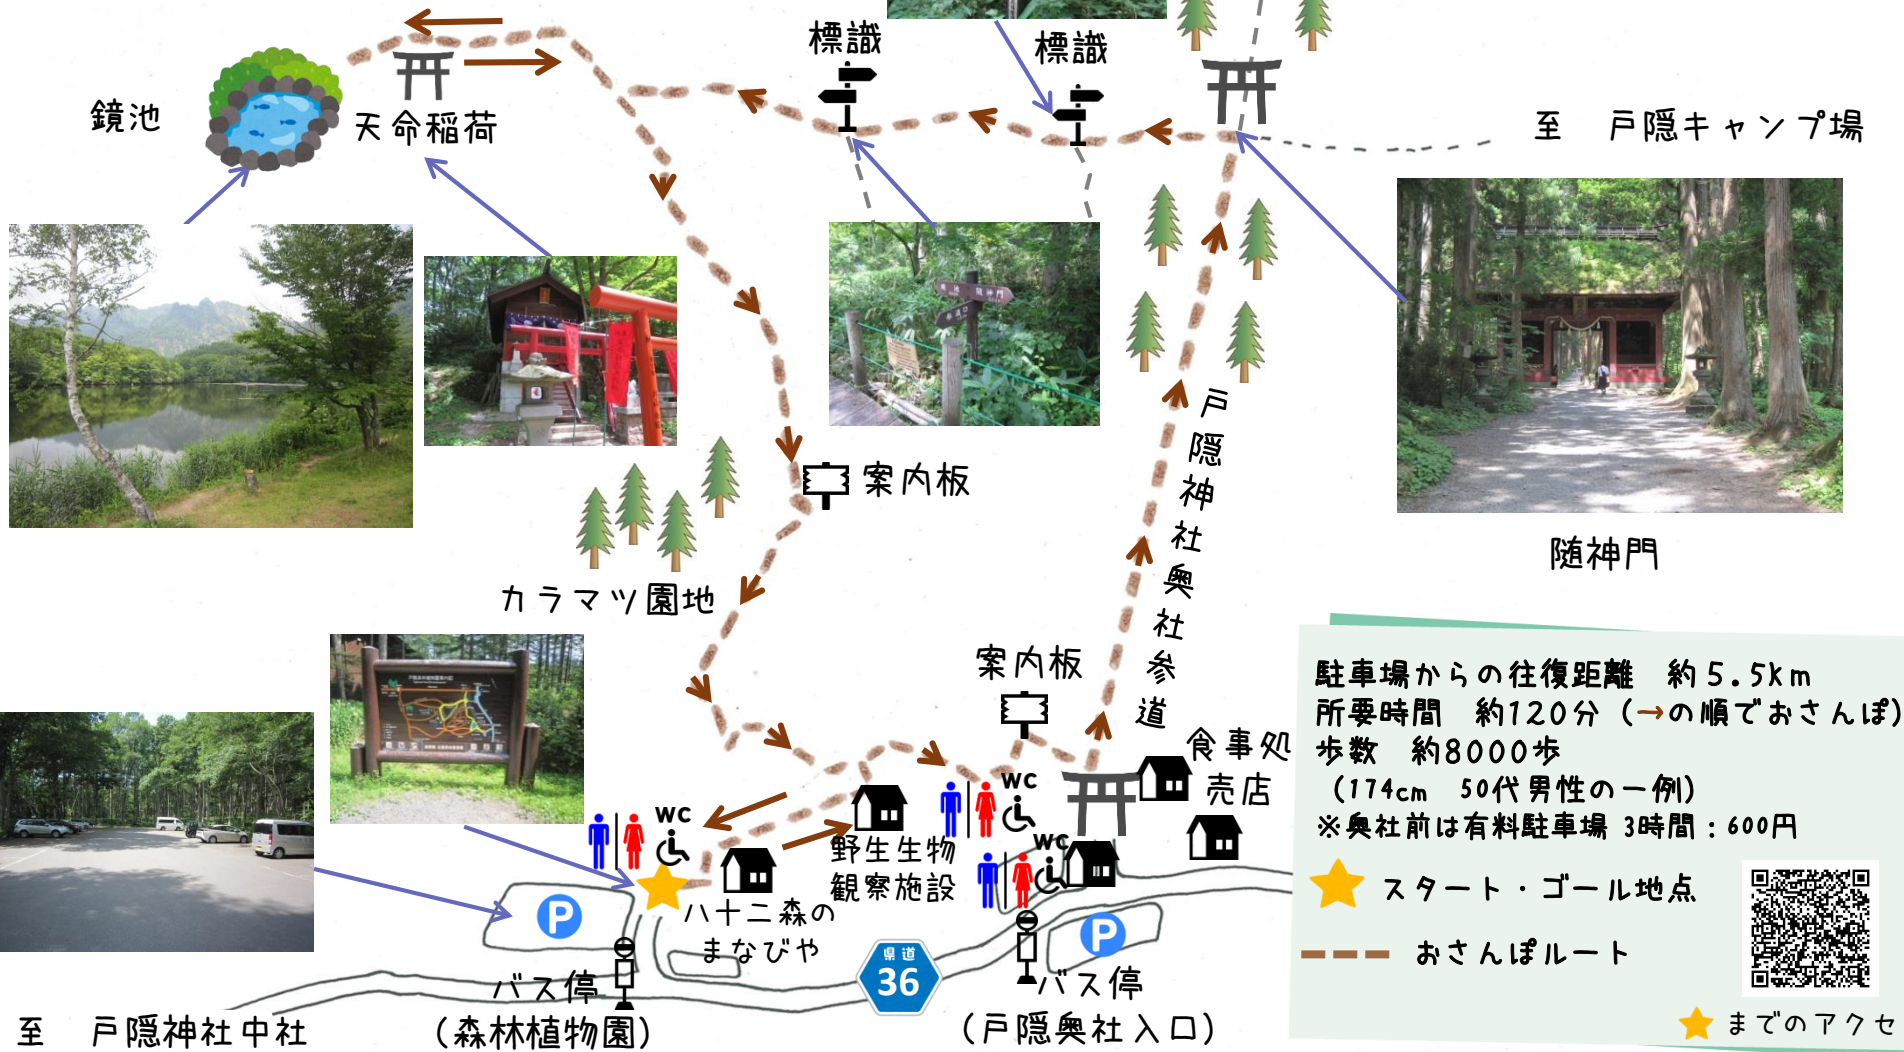 標識
標識
鏡池
天命稲荷
至　戸隠キャンプ場
随神門
案内板
カラマツ園地
戸隠神社奥社参道
案内板
食事処
売店
WC
WC
WC
野生生物
観察施設
八十二森の
まなびや
P
P
県道
36
バス停
(森林植物園)
バス停
(戸隠奥社入口)
至　戸隠神社中社
駐車場からの往復距離　約5.5km
所要時間　約120分(→の順でおさんぽ)
歩数　約8000歩
(174cm　50代男性の一例)
※奥社前は有料駐車場 3時間：600円
スタート・ゴール地点
おさんぽルート
までのアクセ